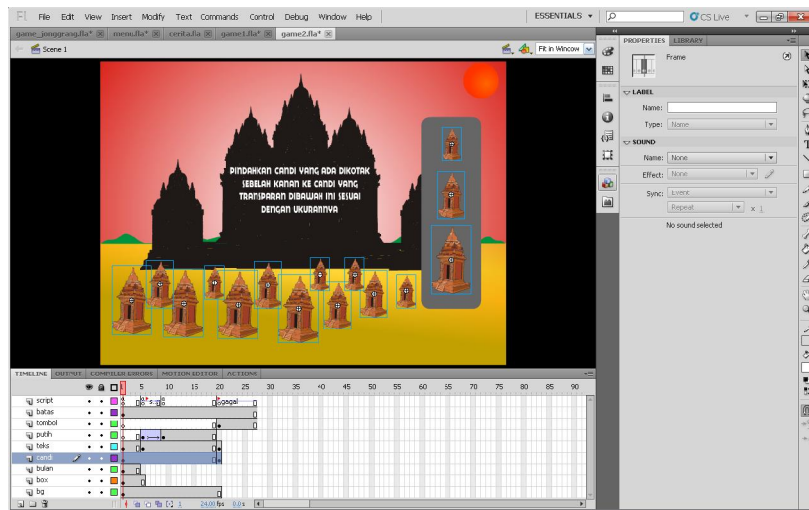 FL File Edit View Insert Modify Text Commands Control Debug Window Help ESSENTIALS CS Live
game_jonggrang.fla* menu.fla* cerita.fla game1.fla* game2.fla*
Scene 1 Fit in Window
PINDAHKAN CANDI YANG ADA DIKOTAK
SEBELAH KANAN KE CANDI YANG
TRANSPARAN DIBAWAH INI SESUAI
DENGAN UKURANNYA
PROPERTIES LIBRARY
Frame
LABEL
Name:
Type: Name
SOUND
Name: None
Effect: None
Sync: Event
Repeat x 1
No sound selected
TIMELINE OUTPUT COMPILER ERRORS MOTION EDITOR ACTIONS
1 5 10 15 20 25 30 35 40 45 50 55 60 65 70 75 80 85 90
script gagal
batas
tombol
putih
teks
candi
bulan
box
bg
1 24.00 fps 0.0 s